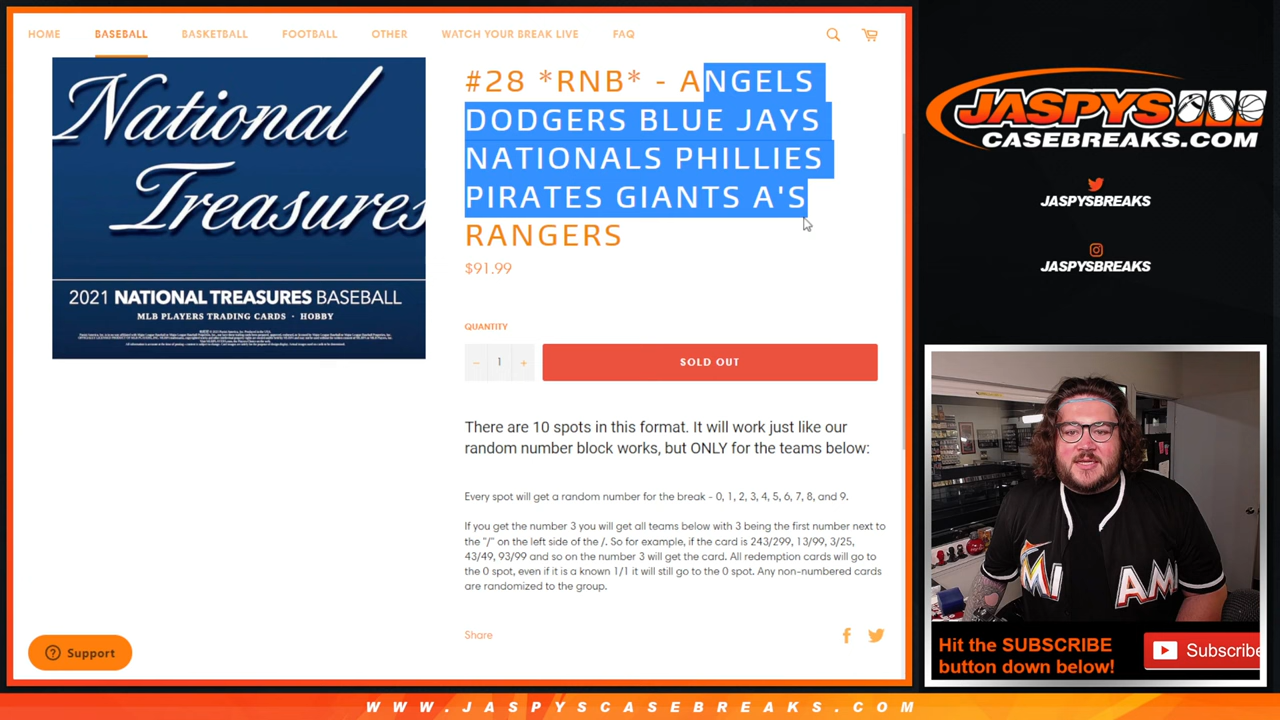 HOME BASEBALL BASKETBALL FOOTBALL OTHER WATCH YOUR BREAK LIVE FAQ
National
Treasures
2021 NATIONAL TREASURES BASEBALL
MLB PLAYERS TRADING CARDS · HOBBY
#28 *RNB* - ANGELS
DODGERS BLUE JAYS
NATIONALS PHILLIES
PIRATES GIANTS A'S
RANGERS
$91.99
QUANTITY
− 1 +
SOLD OUT
There are 10 spots in this format. It will work just like our
random number block works, but ONLY for the teams below:
Every spot will get a random number for the break - 0, 1, 2, 3, 4, 5, 6, 7, 8, and 9.
If you get the number 3 you will get all teams below with 3 being the first number next to
the "/" on the left side of the /. So for example, if the card is 243/299, 13/99, 3/25,
43/49, 93/99 and so on the number 3 will get the card. All redemption cards will go to
the 0 spot, even if it is a known 1/1 it will still go to the 0 spot. Any non-numbered cards
are randomized to the group.
Share
Support
JASPYS
CASEBREAKS.COM
JASPYSBREAKS
JASPYSBREAKS
MI AMI
Hit the SUBSCRIBE
button down below!
Subscribe
WWW.JASPYSCASEBREAKS.COM